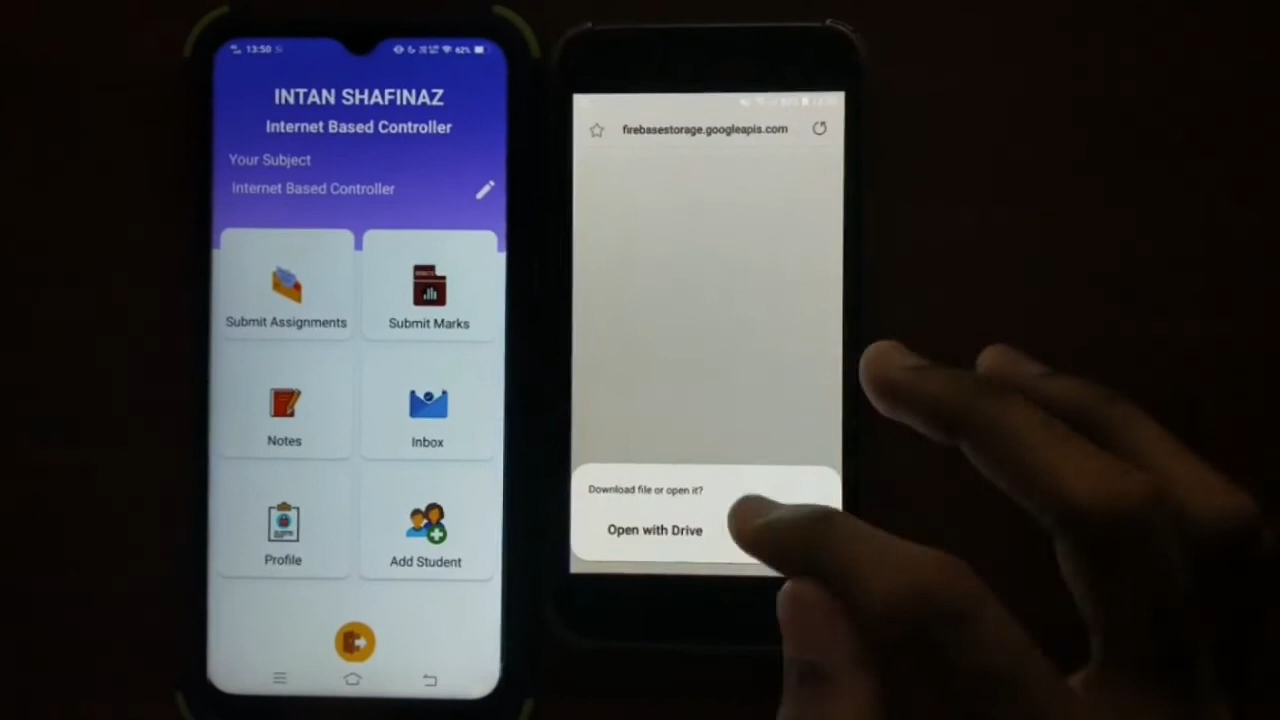 13:50
62%
INTAN SHAFINAZ
Internet Based Controller
Your Subject
Internet Based Controller
Submit Assignments
Submit Marks
Notes
Inbox
Profile
Add Student
firebasestorage.googleapis.com
Download file or open it?
Open with Drive